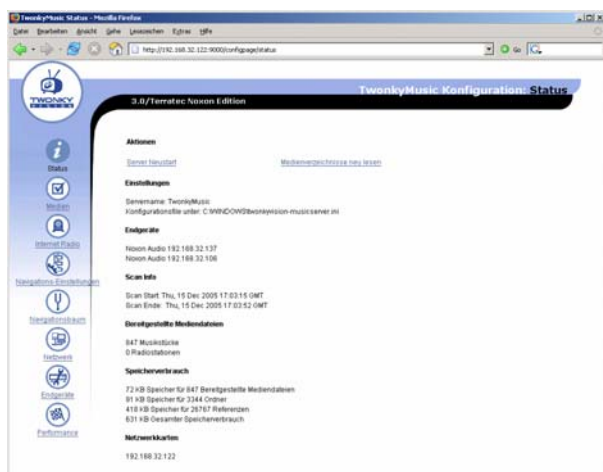 TwonkyMusic Status - Mozilla Firefox
Datei Bearbeiten Ansicht Gehe Lesezeichen Extras Hilfe
http://192.168.32.122:9000/configpage/status
Go
TWONKY
TwonkyMusic Konfiguration: Status
3.0/Terratec Noxon Edition
Status
Medien
Internet Radio
Navigations-Einstellungen
Navigationsbaum
Netzwerk
Endgeräte
Performance
Aktionen
Server Neustart
Medienverzeichnisse neu lesen
Einstellungen
Servername: TwonkyMusic
Konfigurationsfile unter: C:\WINDOWS\twonkyvision-musicserver.ini
Endgeräte
Noxon Audio 192.168.32.137
Noxon Audio 192.168.32.106
Scan Info
Scan Start: Thu, 15 Dec 2005 17:03:15 GMT
Scan Ende: Thu, 15 Dec 2005 17:03:52 GMT
Bereitgestellte Mediendateien
847 Musikstücke
0 Radiostationen
Speicherverbrauch
72 KB Speicher für 847 Bereitgestellte Mediendateien
91 KB Speicher für 3344 Ordner
418 KB Speicher für 26767 Referenzen
631 KB Gesamter Speicherverbrauch
Netzwerkkarten
192.168.32.122